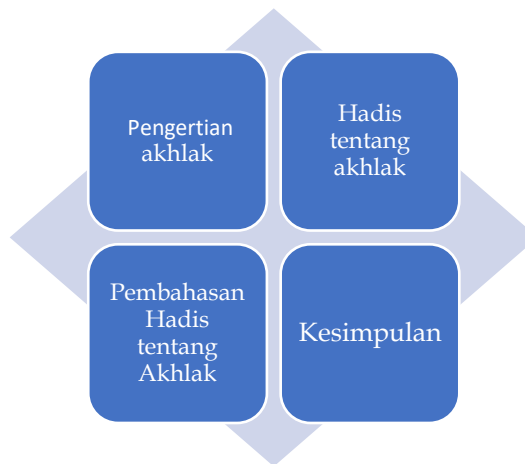 Pengertian
akhlak
Hadis
tentang
akhlak
Pembahasan
Hadis
tentang
Akhlak
Kesimpulan